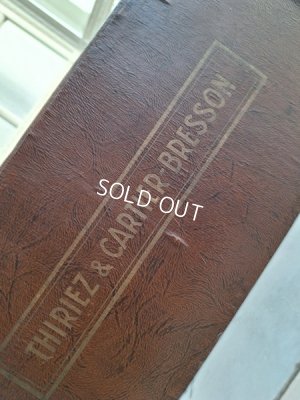 THIRIEZ & CARTIER-BRESSON
SOLD OUT